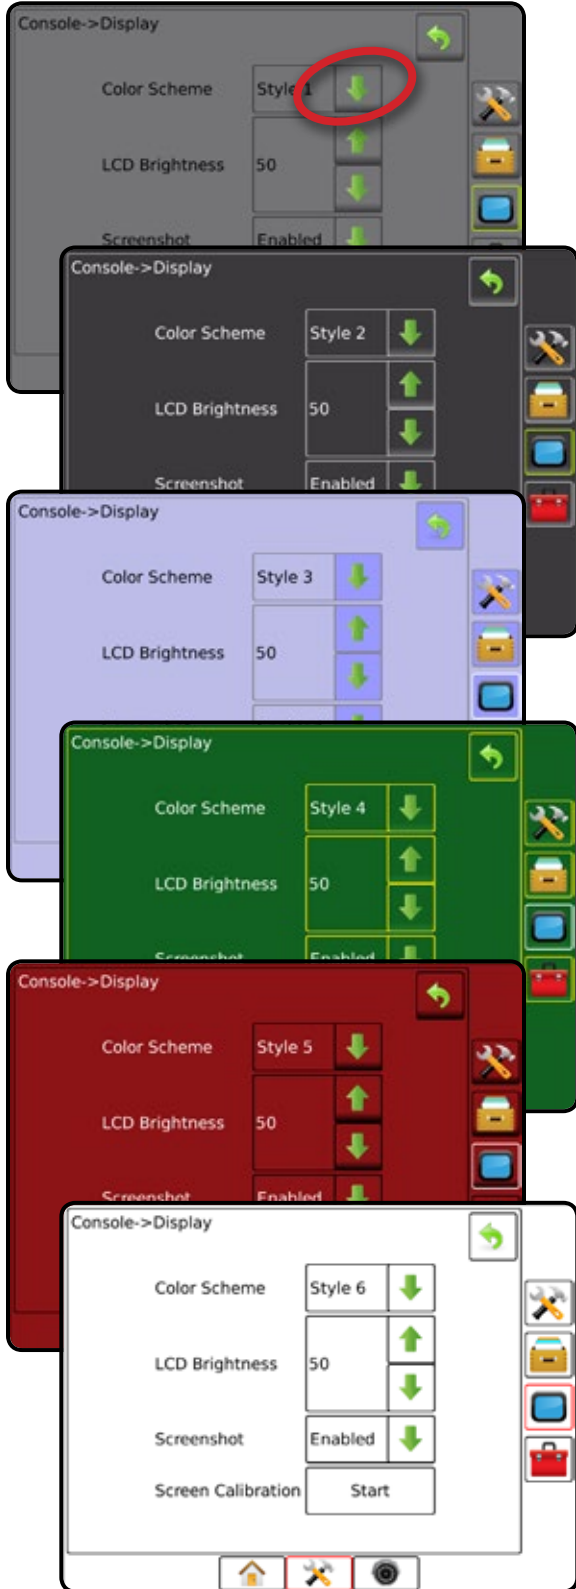 Console->Display
Color Scheme Style 1
LCD Brightness 50
Screenshot Enabled
Console->Display
Color Scheme Style 2
LCD Brightness 50
Screenshot Enabled
Console->Display
Color Scheme Style 3
LCD Brightness 50
Console->Display
Color Scheme Style 4
LCD Brightness 50
Screenshot Enabled
Console->Display
Color Scheme Style 5
LCD Brightness 50
Screenshot Enabled
Console->Display
Color Scheme Style 6
LCD Brightness 50
Screenshot Enabled
Screen Calibration Start